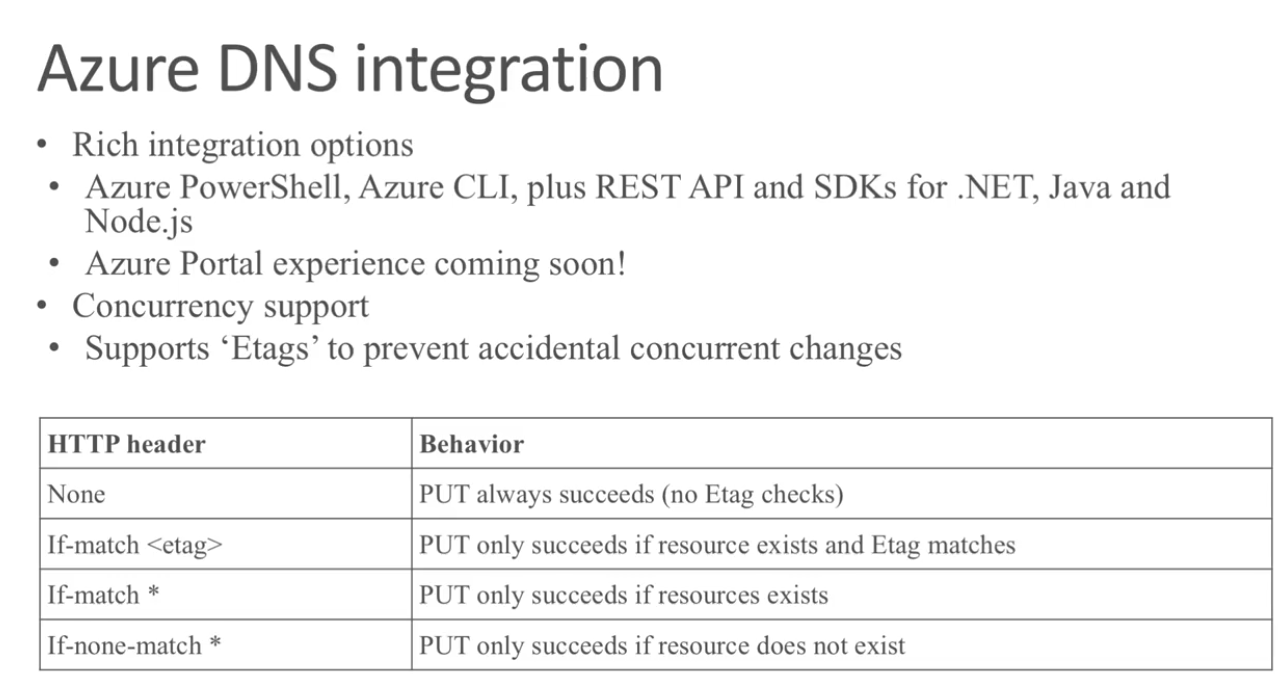 Azure DNS integration
• Rich integration options
• Azure PowerShell, Azure CLI, plus REST API and SDKs for .NET, Java and
Node.js
• Azure Portal experience coming soon!
• Concurrency support
• Supports ‘Etags’ to prevent accidental concurrent changes
HTTP header Behavior
None PUT always succeeds (no Etag checks)
If-match <etag> PUT only succeeds if resource exists and Etag matches
If-match * PUT only succeeds if resources exists
If-none-match * PUT only succeeds if resource does not exist